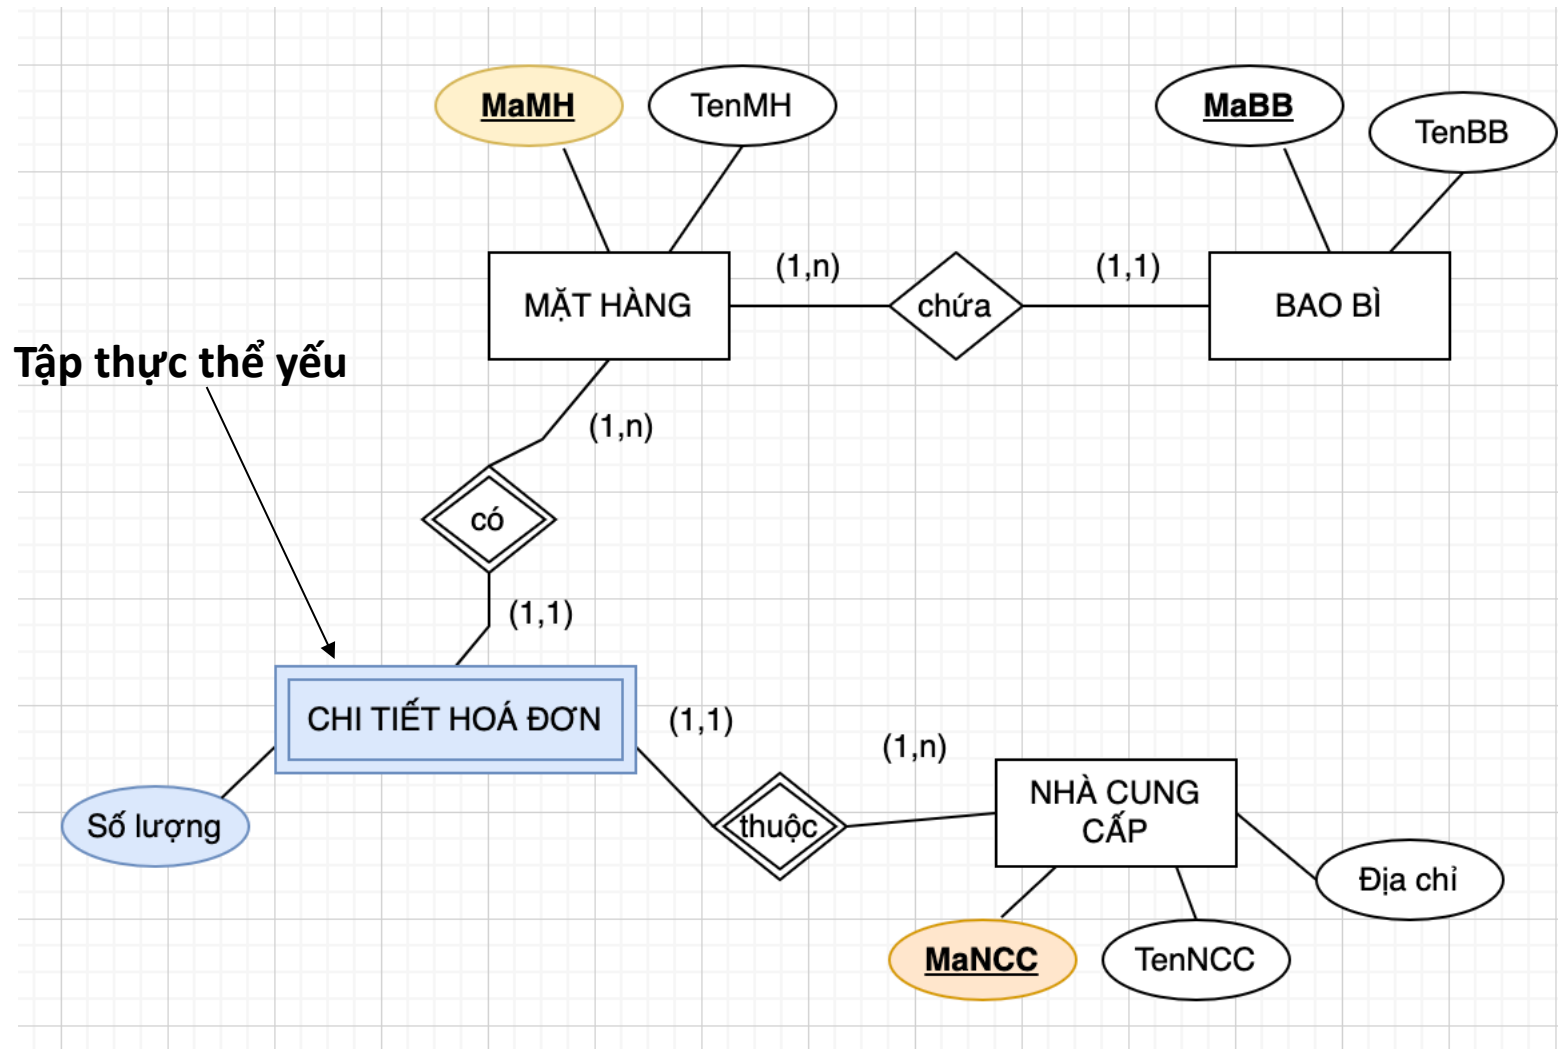 MaMH
TenMH
MaBB
TenBB
MẶT HÀNG
(1,n)
chứa
(1,1)
BAO BÌ
Tập thực thể yếu
(1,n)
có
(1,1)
CHI TIẾT HOÁ ĐƠN
(1,1)
(1,n)
NHÀ CUNG
CẤP
Số lượng
thuộc
Địa chỉ
MaNCC
TenNCC